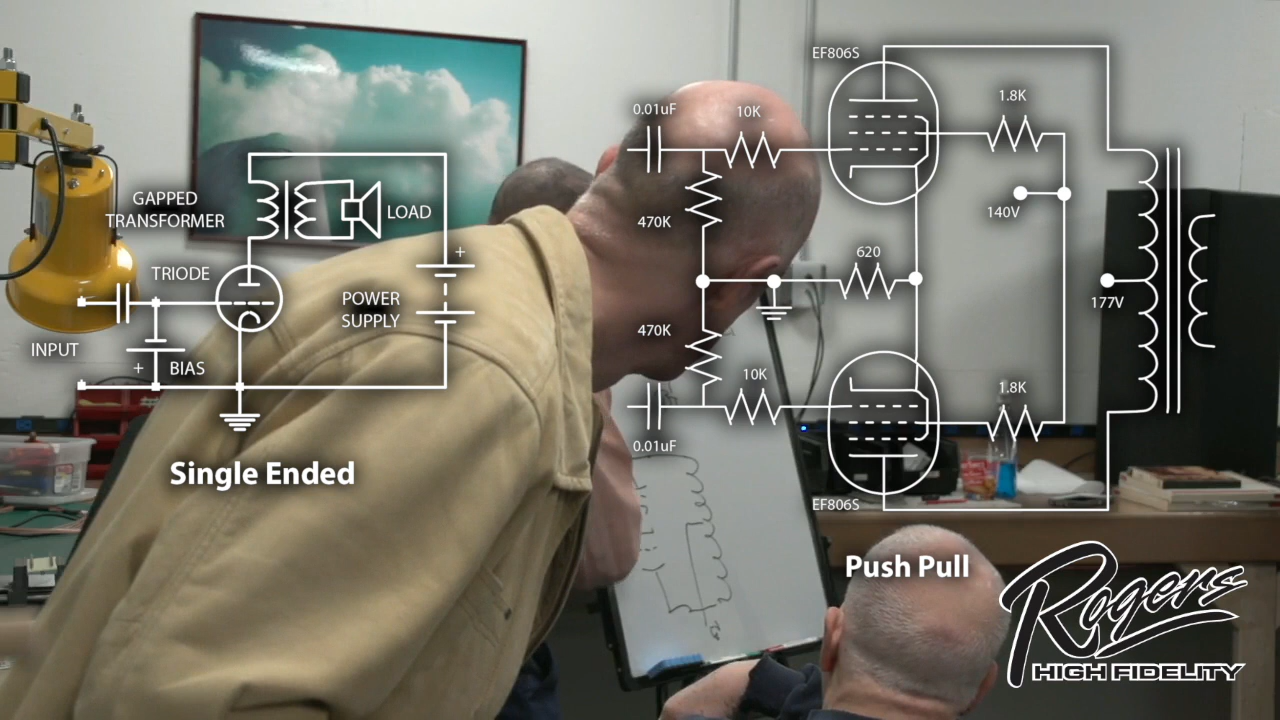 GAPPED
TRANSFORMER
LOAD
+
TRIODE
POWER
SUPPLY
INPUT
+
BIAS
Single Ended
EF806S
0.01uF
10K
1.8K
470K
140V
620
177V
470K
10K
1.8K
0.01uF
EF806S
Push Pull
Rogers
HIGH FIDELITY